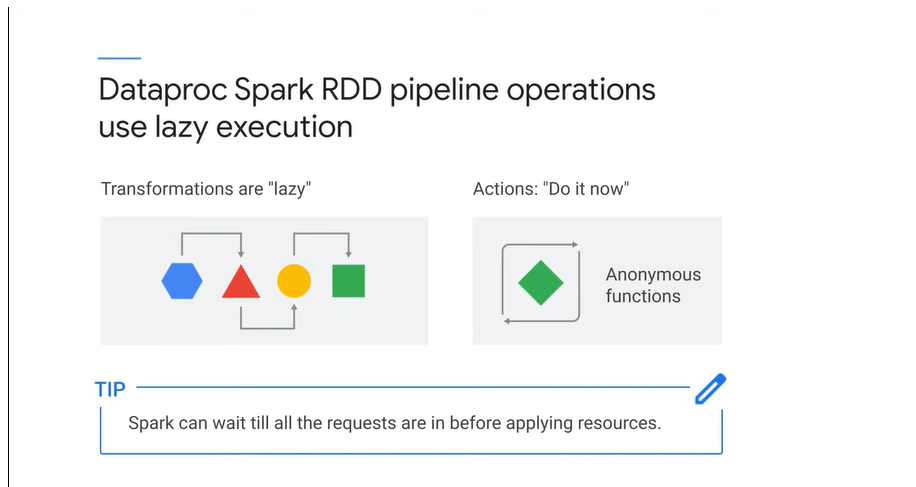 Dataproc Spark RDD pipeline operations
use lazy execution
Transformations are "lazy"
Actions: "Do it now"
Anonymous
functions
TIP
Spark can wait till all the requests are in before applying resources.